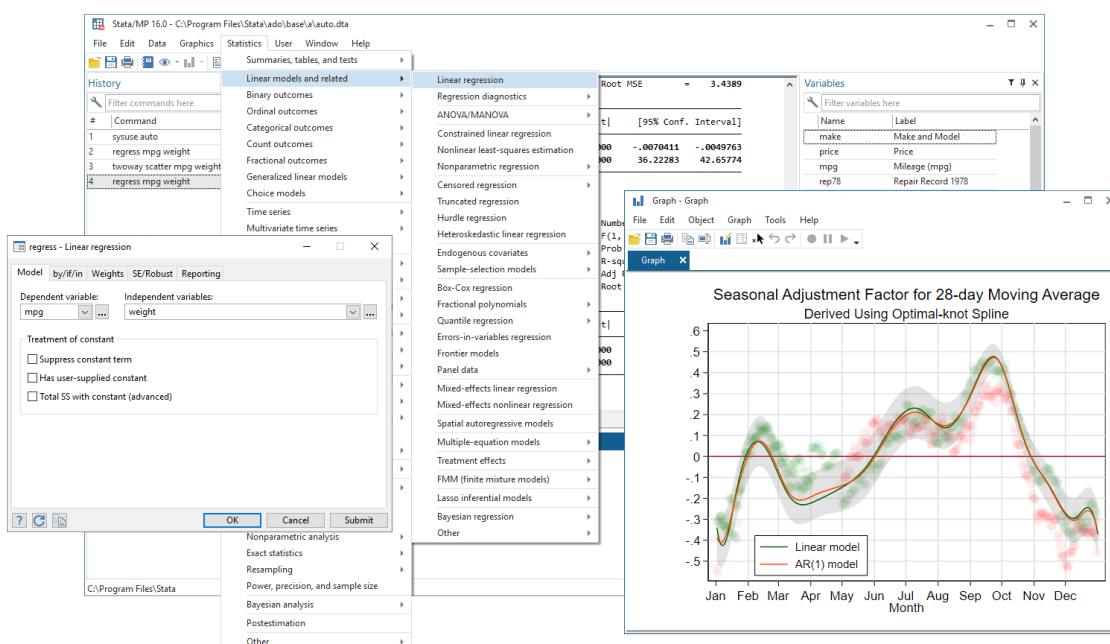 Stata/MP 16.0 - C:\Program Files\Stata\ado\base\a\auto.dta
File Edit Data Graphics Statistics User Window Help
History
Filter commands here
# Command
1 sysuse auto
2 regress mpg weight
3 twoway scatter mpg weight
4 regress mpg weight
C:\Program Files\Stata
Summaries, tables, and tests
Linear models and related
Binary outcomes
Ordinal outcomes
Categorical outcomes
Count outcomes
Fractional outcomes
Generalized linear models
Choice models
Time series
Multivariate time series
Nonparametric analysis
Exact statistics
Resampling
Power, precision, and sample size
Bayesian analysis
Postestimation
Other
Linear regression
Regression diagnostics
ANOVA/MANOVA
Constrained linear regression
Nonlinear least-squares estimation
Nonparametric regression
Censored regression
Truncated regression
Hurdle regression
Heteroskedastic linear regression
Endogenous covariates
Sample-selection models
Box-Cox regression
Fractional polynomials
Quantile regression
Errors-in-variables regression
Frontier models
Panel data
Mixed-effects linear regression
Mixed-effects nonlinear regression
Spatial autoregressive models
Multiple-equation models
Treatment effects
FMM (finite mixture models)
Lasso inferential models
Bayesian regression
Other
Root MSE = 3.4389
t| [95% Conf. Interval]
000 -.0070411 -.0049763
000 36.22283 42.65774
Numbe
F(1,
Prob
R-squ
Adj R
Root
t|
000
000
Variables
Filter variables here
Name Label
make Make and Model
price Price
mpg Mileage (mpg)
rep78 Repair Record 1978
regress - Linear regression
Model by/if/in Weights SE/Robust Reporting
Dependent variable: Independent variables:
mpg ... weight ...
Treatment of constant
Suppress constant term
Has user-supplied constant
Total SS with constant (advanced)
? OK Cancel Submit
Graph - Graph
File Edit Object Graph Tools Help
Graph
Seasonal Adjustment Factor for 28-day Moving Average
Derived Using Optimal-knot Spline
.6
.5
.4
.3
.2
.1
0
-.1
-.2
-.3
-.4
-.5
Linear model
AR(1) model
Jan Feb Mar Apr May Jun Jul Aug Sep Oct Nov Dec
Month